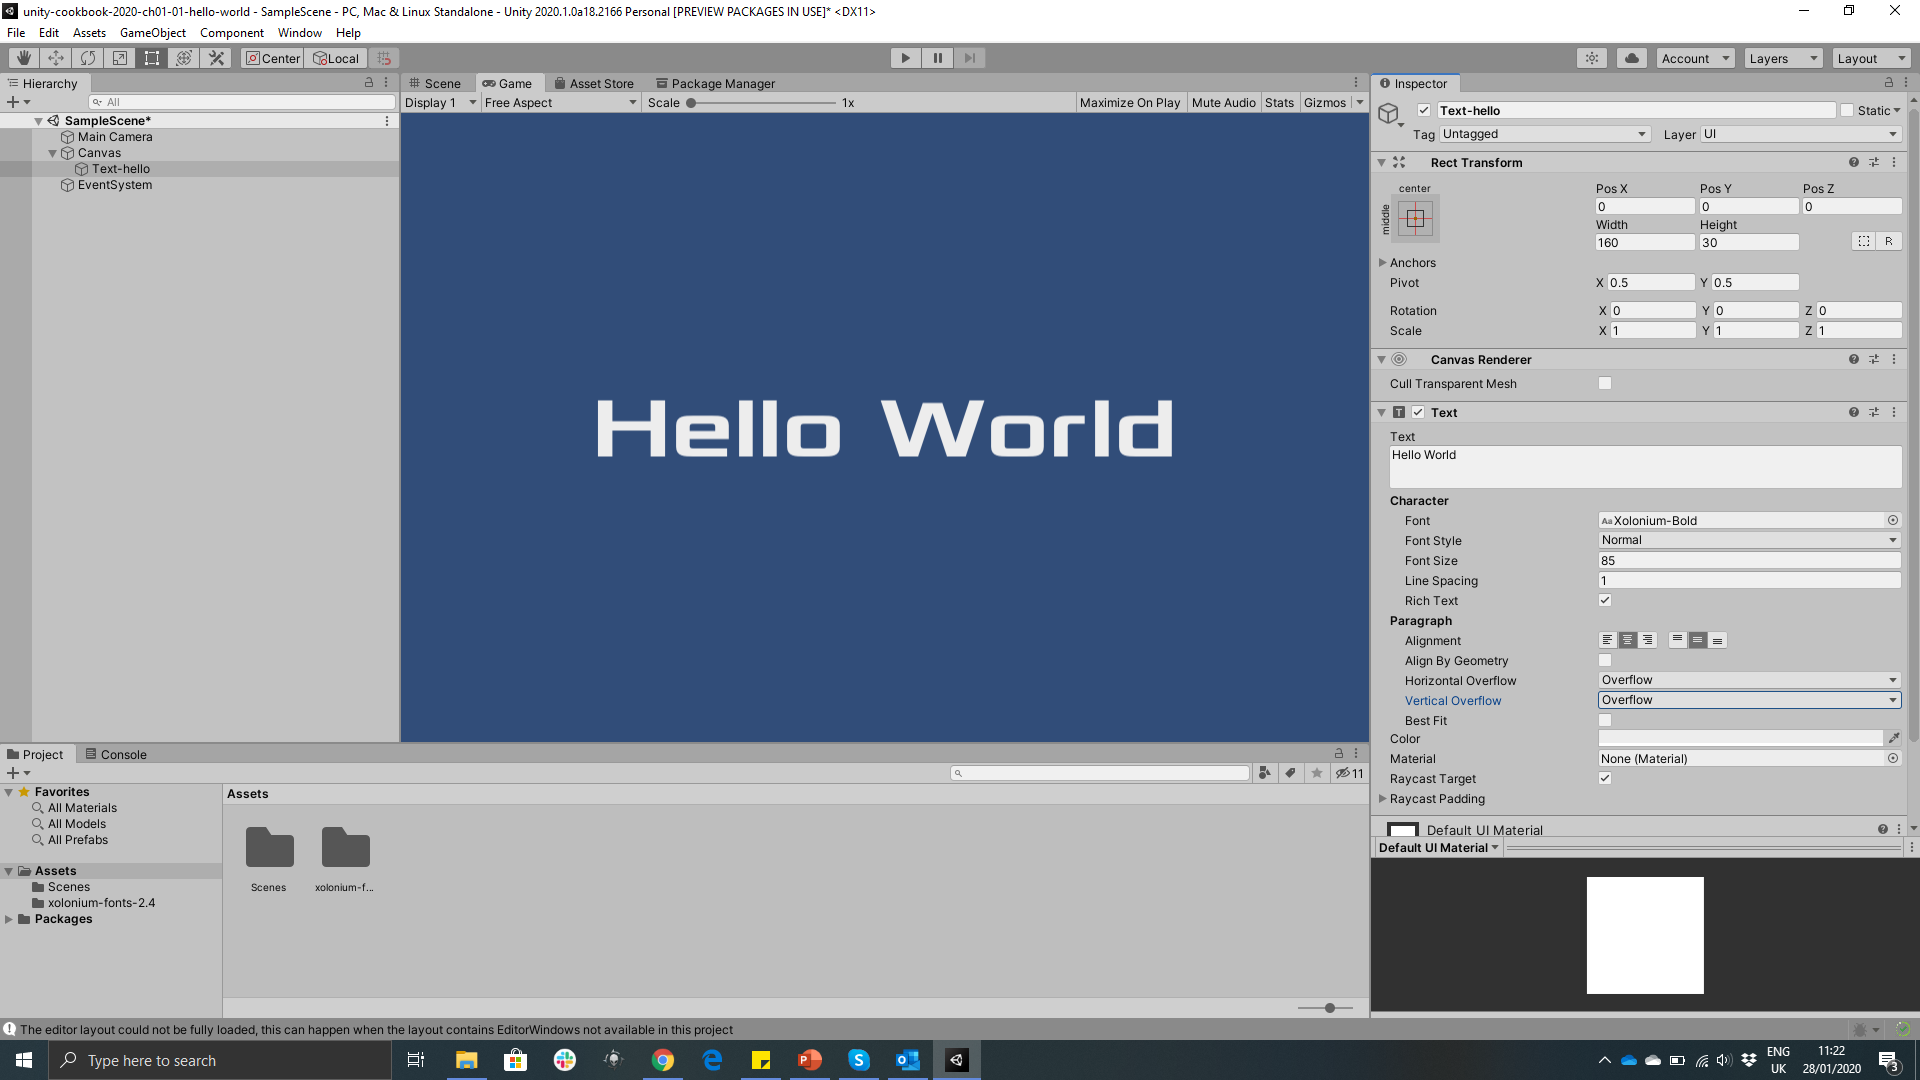 unity-cookbook-2020-ch01-01-hello-world - SampleScene - PC, Mac & Linux Standalone - Unity 2020.1.0a18.2166 Personal [PREVIEW PACKAGES IN USE]* <DX11>
File Edit Assets GameObject Component Window Help
Center Local Account Layers Layout
Hierarchy
All
SampleScene*
Main Camera
Canvas
Text-hello
EventSystem
Scene Game Asset Store Package Manager
Display 1 Free Aspect Scale 1x Maximize On Play Mute Audio Stats Gizmos
Hello World
Inspector
Text-hello Static
Tag Untagged Layer UI
Rect Transform
center
middle
Pos X Pos Y Pos Z
0 0 0
Width Height
160 30
R
Anchors
Pivot X 0.5 Y 0.5
Rotation X 0 Y 0 Z 0
Scale X 1 Y 1 Z 1
Canvas Renderer
Cull Transparent Mesh
T Text
Text
Hello World
Character
Font Aa Xolonium-Bold
Font Style Normal
Font Size 85
Line Spacing 1
Rich Text
Paragraph
Alignment
Align By Geometry
Horizontal Overflow Overflow
Vertical Overflow Overflow
Best Fit
Color
Material None (Material)
Raycast Target
Raycast Padding
Default UI Material
Default UI Material
Project Console
11
Favorites
All Materials
All Models
All Prefabs
Assets
Scenes
xolonium-fonts-2.4
Packages
Assets
Scenes xolonium-f...
The editor layout could not be fully loaded, this can happen when the layout contains EditorWindows not available in this project
Type here to search
ENG
UK
11:22
28/01/2020
3